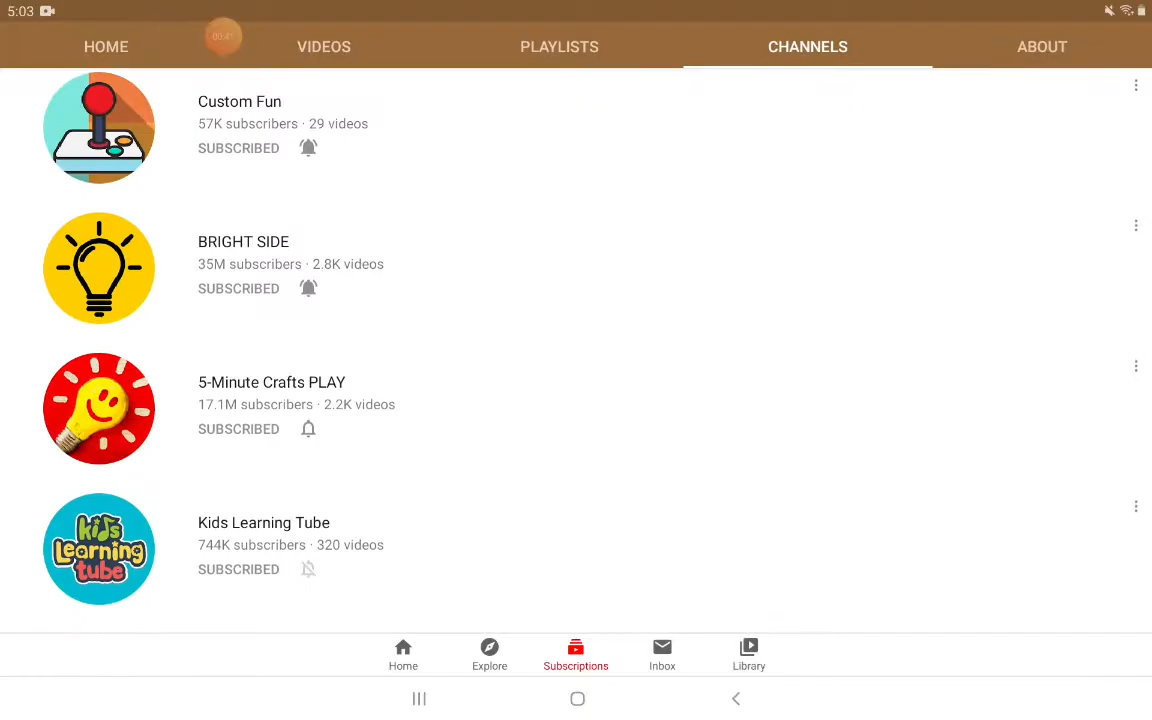 5:03
HOME
00:41
VIDEOS
PLAYLISTS
CHANNELS
ABOUT
Custom Fun
57K subscribers · 29 videos
SUBSCRIBED
BRIGHT SIDE
35M subscribers · 2.8K videos
SUBSCRIBED
5-Minute Crafts PLAY
17.1M subscribers · 2.2K videos
SUBSCRIBED
kids
Learning
tube
Kids Learning Tube
744K subscribers · 320 videos
SUBSCRIBED
Home
Explore
Subscriptions
Inbox
Library